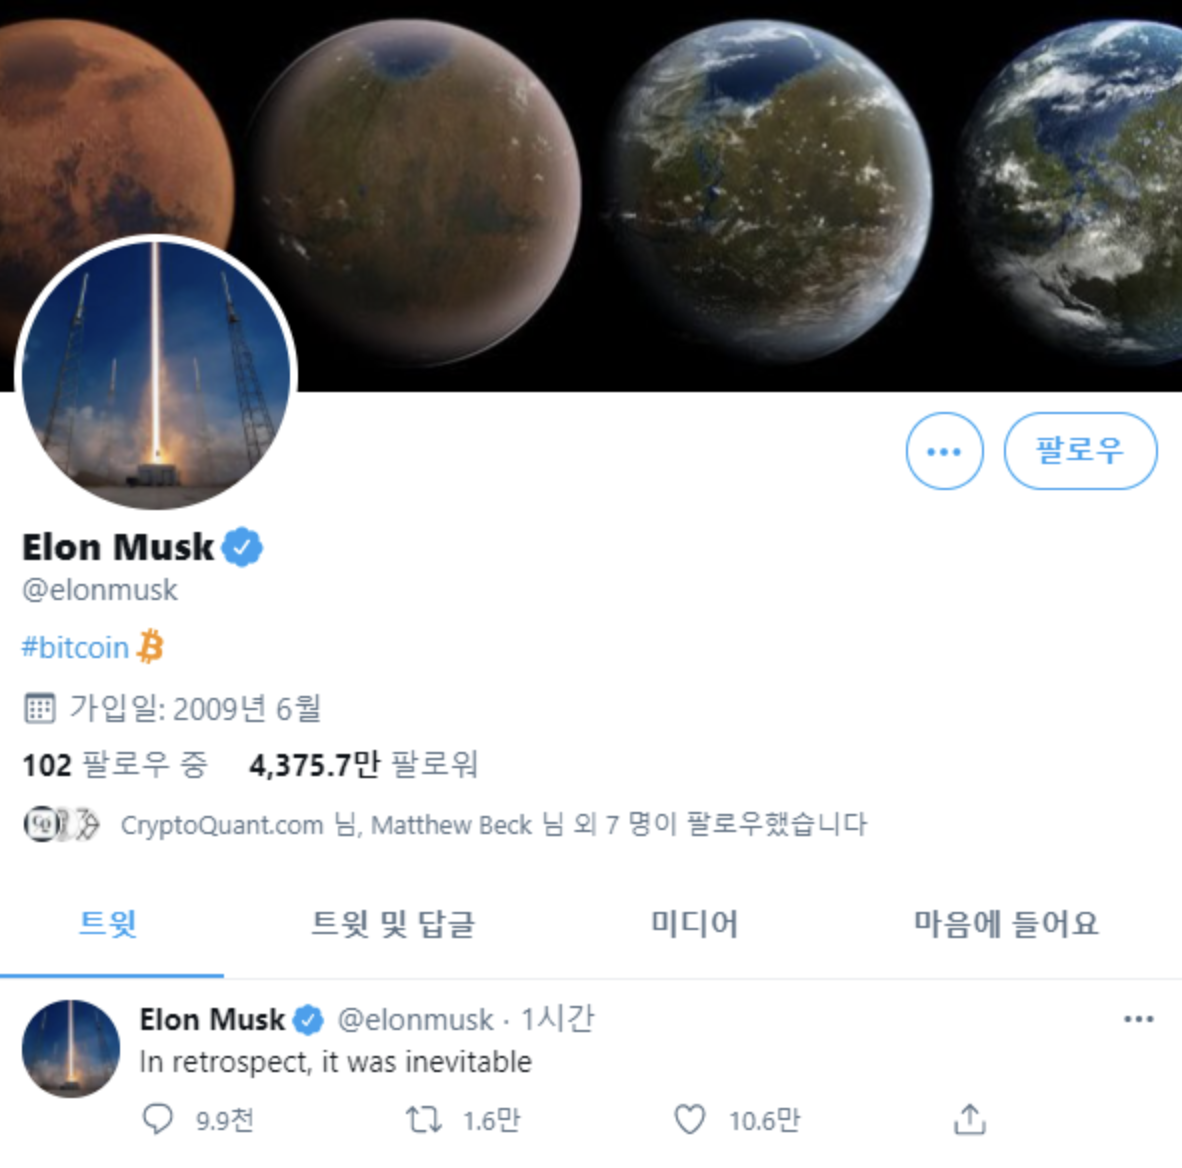 팔로우
Elon Musk
@elonmusk
#bitcoin
가입일: 2009년 6월
102 팔로우 중 4,375.7만 팔로워
CryptoQuant.com 님, Matthew Beck 님 외 7 명이 팔로우했습니다
트윗 트윗 및 답글 미디어 마음에 들어요
Elon Musk @elonmusk · 1시간
In retrospect, it was inevitable
9.9천 1.6만 10.6만